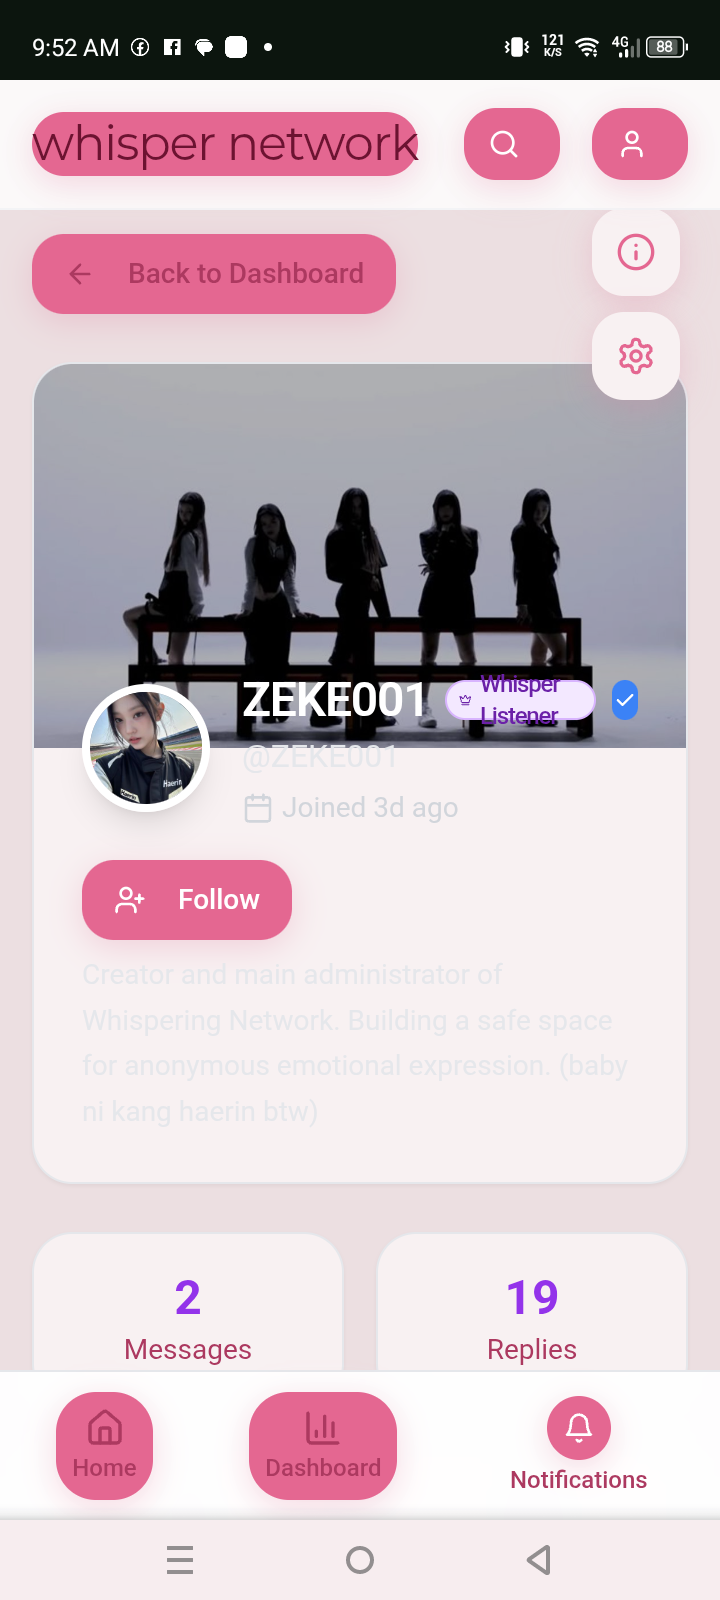 9:52 AM
121
K/S
4G
88
whisper network
Back to Dashboard
ZEKE001
Whisper
Listener
@ZEKE001
Joined 3d ago
Haerin
Follow
Creator and main administrator of
Whispering Network. Building a safe space
for anonymous emotional expression. (baby
ni kang haerin btw)
2
Messages
19
Replies
Home
Dashboard
Notifications